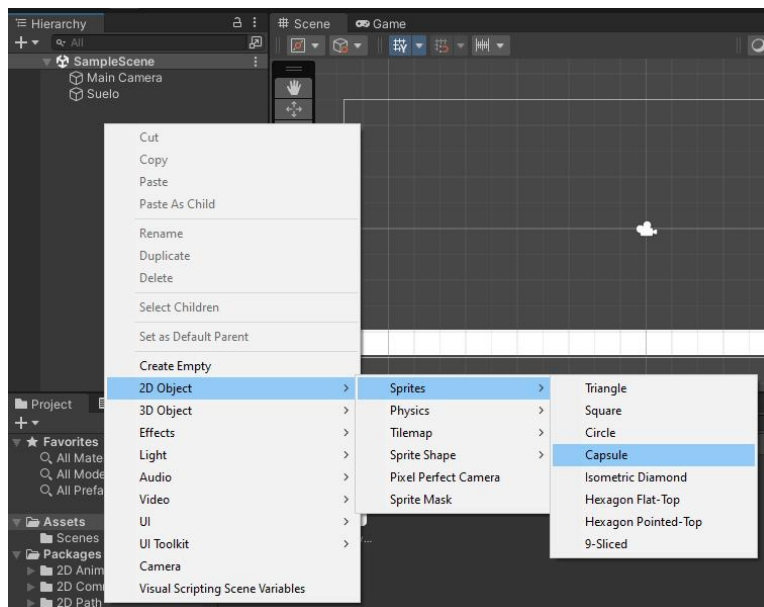 Hierarchy
All
SampleScene
Main Camera
Suelo
Scene
Game
Cut
Copy
Paste
Paste As Child
Rename
Duplicate
Delete
Select Children
Set as Default Parent
Create Empty
2D Object
3D Object
Effects
Light
Audio
Video
UI
UI Toolkit
Camera
Visual Scripting Scene Variables
Sprites
Physics
Tilemap
Sprite Shape
Pixel Perfect Camera
Sprite Mask
Triangle
Square
Circle
Capsule
Isometric Diamond
Hexagon Flat-Top
Hexagon Pointed-Top
9-Sliced
Project
Favorites
All Mate
All Mode
All Prefa
Assets
Scenes
Packages
2D Anim
2D Com
2D Path